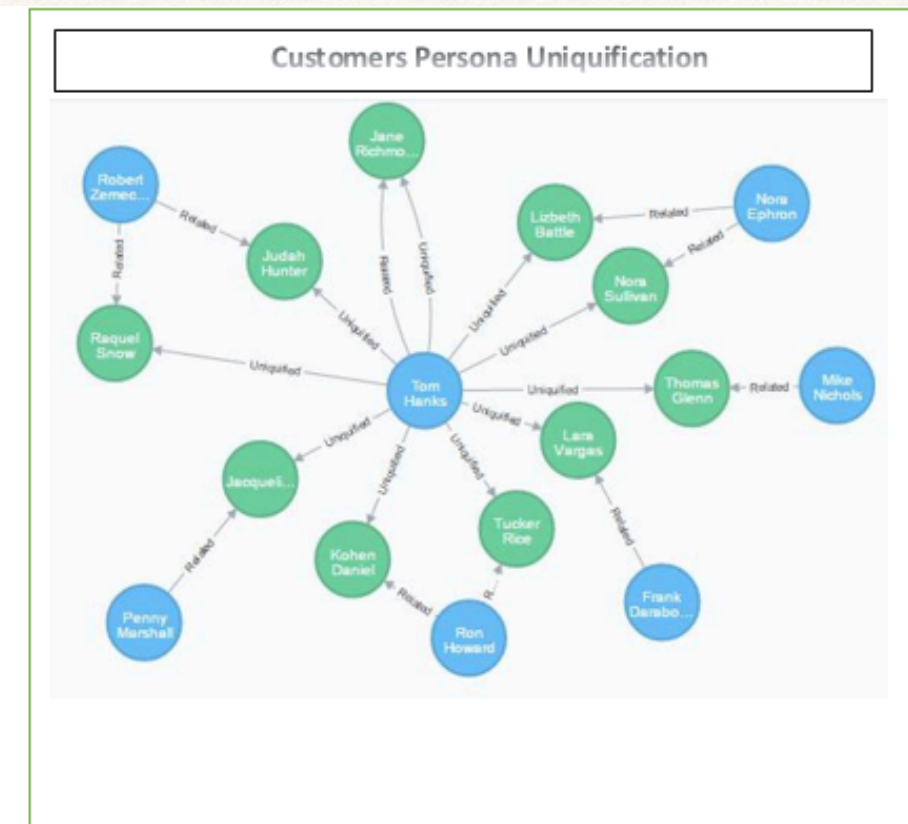 Customers Persona Uniquification
Jane
Richmo...
Robert
Zemec...
Nora
Ephron
Lizbeth
Battle
Related
Related
Related
Judah
Hunter
Related
Related
Uniquified
Nora
Sullivan
Uniquified
Uniquified
Raquel
Snow
Uniquified
Uniquified
Tom
Hanks
Uniquified
Thomas
Glenn
Related
Mike
Nichols
Uniquified
Uniquified
Uniquified
Uniquified
Lara
Vargas
Jacqueli...
Tucker
Rice
Related
Related
Kohen
Daniel
R...
Related
Penny
Marshall
Ron
Howard
Frank
Darabo...